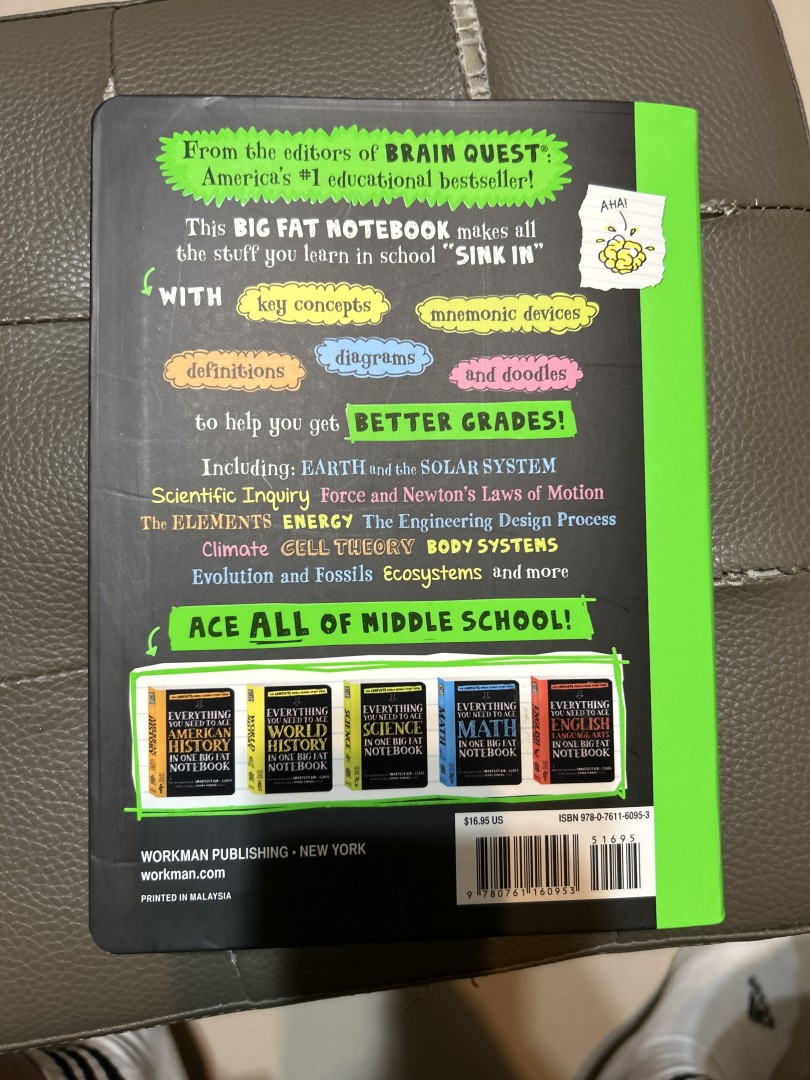 From the editors of BRAIN QUEST®:
America's #1 educational bestseller!
AHA!
This BIG FAT NOTEBOOK makes all
the stuff you learn in school "SINK IN"
WITH key concepts mnemonic devices
definitions diagrams and doodles
to help you get BETTER GRADES!
Including: EARTH and the SOLAR SYSTEM
Scientific Inquiry Force and Newton's Laws of Motion
The ELEMENTS ENERGY The Engineering Design Process
Climate CELL THEORY BODY SYSTEMS
Evolution and Fossils Ecosystems and more
ACE ALL OF MIDDLE SCHOOL!
EVERYTHING
YOU NEED TO ACE
AMERICAN
HISTORY
IN ONE BIG FAT
NOTEBOOK
EVERYTHING
YOU NEED TO ACE
WORLD
HISTORY
IN ONE BIG FAT
NOTEBOOK
SCIENCE
EVERYTHING
YOU NEED TO ACE
SCIENCE
IN ONE BIG FAT
NOTEBOOK
MATH
EVERYTHING
YOU NEED TO ACE
MATH
IN ONE BIG FAT
NOTEBOOK
EVERYTHING
YOU NEED TO ACE
ENGLISH
LANGUAGE ARTS
IN ONE BIG FAT
NOTEBOOK
WORKMAN PUBLISHING • NEW YORK
workman.com
PRINTED IN MALAYSIA
$16.95 US ISBN 978-0-7611-6095-3
51695
9 780761 160953